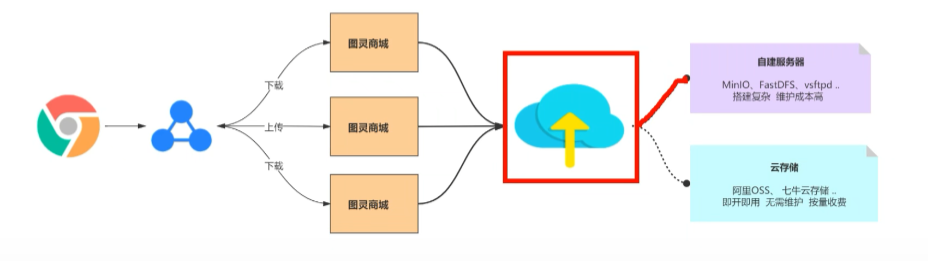 图灵商城
下载
上传
图灵商城
下载
图灵商城
自建服务器
MinIO、FastDFS、vsftpd ..
搭建复杂 维护成本高
云存储
阿里OSS、 七牛云存储 ..
即开即用 无需维护 按量收费